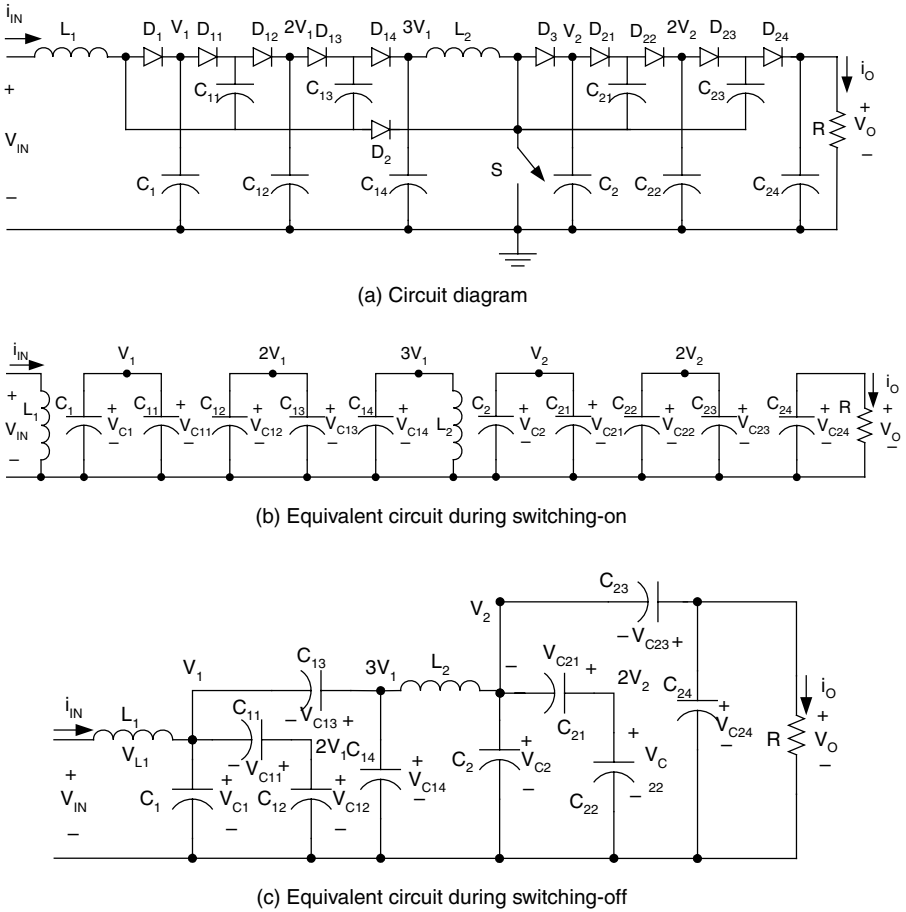 i_IN L_1 D_1 V_1 D_11 D_12 2V_1 D_13 D_14 3V_1 L_2 D_3 V_2 D_21 D_22 2V_2 D_23 D_24
C_11 C_13 C_21 C_23 i_O
+ +
V_IN D_2 R V_O
− S −
C_1 C_12 C_14 C_2 C_22 C_24
(a) Circuit diagram
i_IN V_1 2V_1 3V_1 V_2 2V_2 i_O
+ L_1 C_1 + C_11 + C_12 + C_13 + C_14 + L_2 C_2 + C_21 + C_22 + C_23 + C_24 + R +
V_IN V_C1 V_C11 V_C12 V_C13 V_C14 V_C2 V_C21 V_C22 V_C23 V_C24 V_O
− − − − − − − − − − − −
(b) Equivalent circuit during switching-on
C_23
V_2
− V_C23 +
C_13 L_2 − V_C21 +
V_1 3V_1 2V_2 C_24 i_O
i_IN L_1 C_11 − V_C13 + C_21 + +
V_L1 2V_1 C_14 V_C24 R V_O
− V_C11 + + C_2 + V_C + − −
+ C_1 + C_12 + V_C14 V_C2 − 22
V_IN V_C1 V_C12 − − C_22
− − −
(c) Equivalent circuit during switching-off